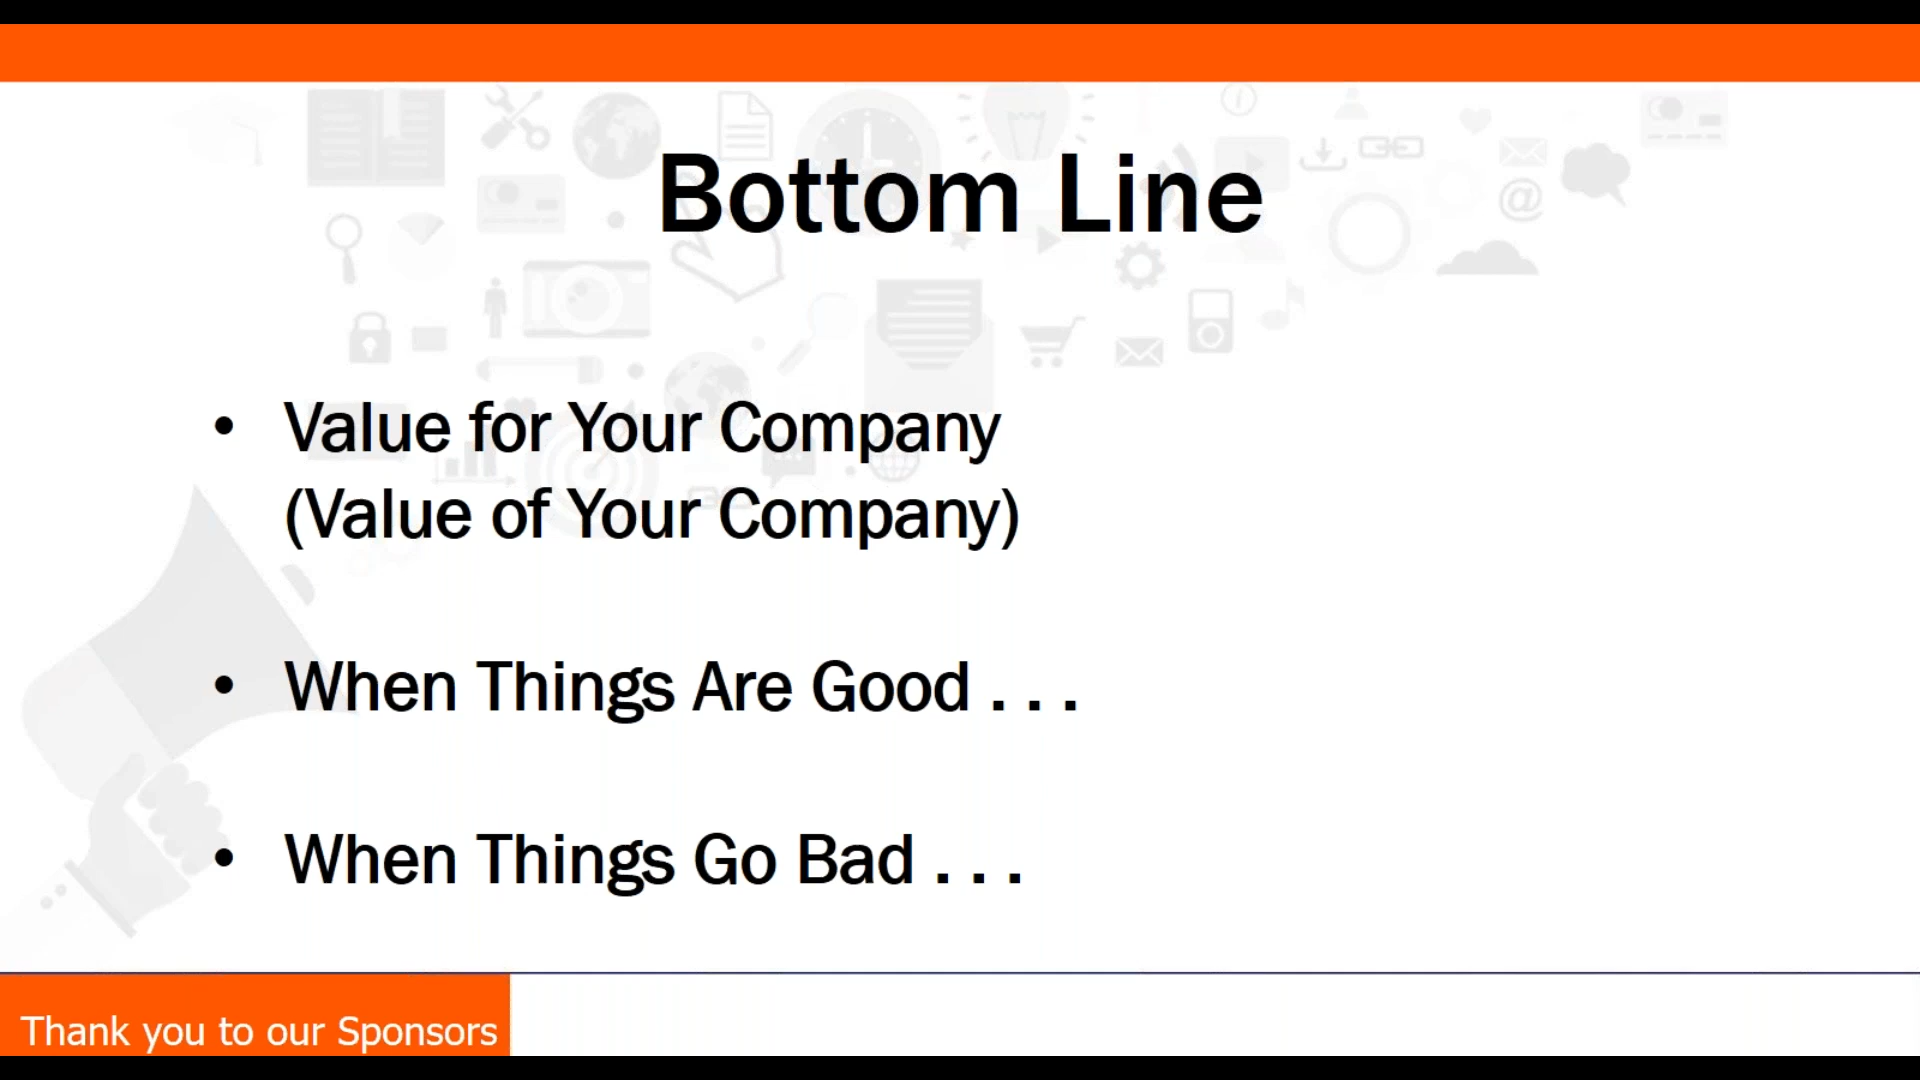 Bottom Line
• Value for Your Company
(Value of Your Company)
• When Things Are Good . . .
• When Things Go Bad . . .
Thank you to our Sponsors